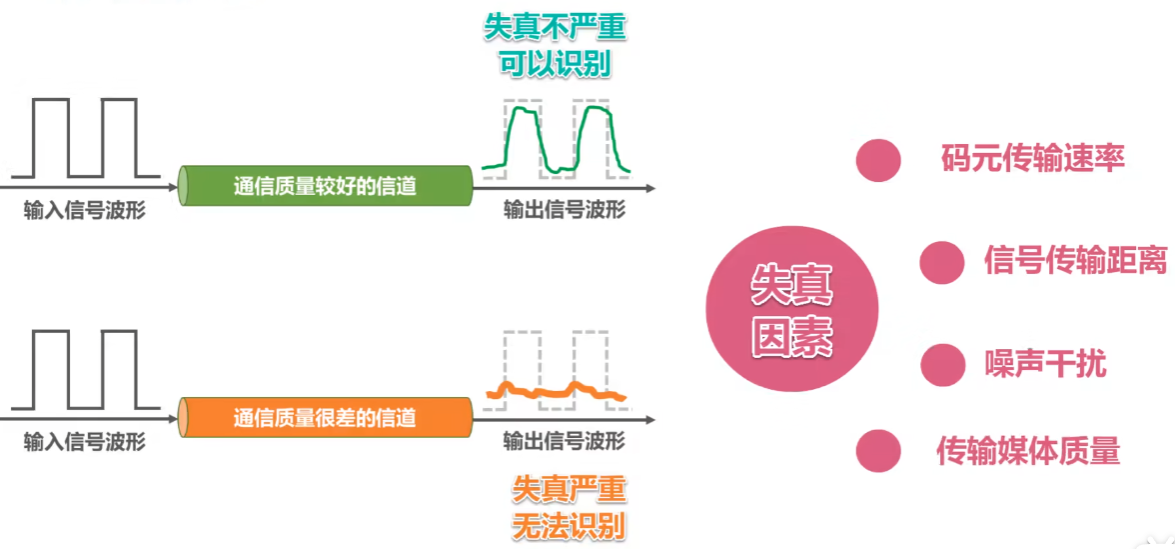 失真不严重
可以识别
通信质量较好的信道
输入信号波形
输出信号波形
通信质量很差的信道
输入信号波形
输出信号波形
失真严重
无法识别
失真
因素
码元传输速率
信号传输距离
噪声干扰
传输媒体质量